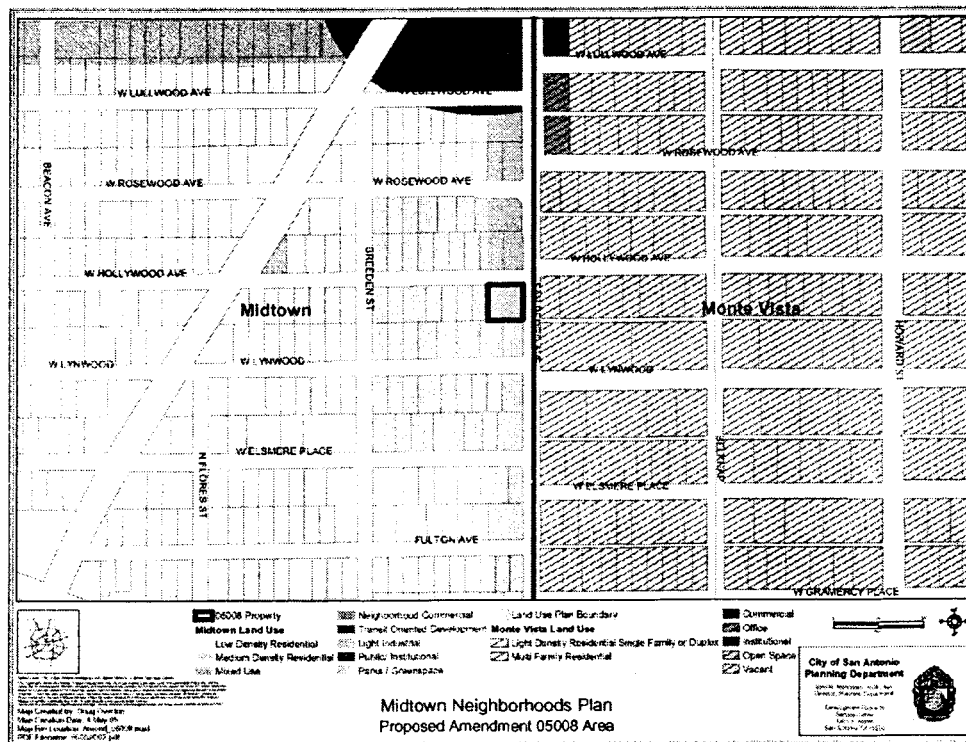 W LULLWOOD AVE
W LULLWOOD AVE
W LULLWOOD AVE
BEACON AVE
W ROSEWOOD AVE
W ROSEWOOD AVE
W ROSEWOOD AVE
W HOLLYWOOD AVE
BREEDEN ST
W HOLLYWOOD AVE
Midtown
Monte Vista
HOWARD ST
W LYNWOOD
W LYNWOOD
W LYNWOOD
BELKNAP
W ELSMERE PLACE
W ELSMERE PLACE
N FLORES ST
FULTON AVE
W GRAMERCY PLACE
05008 Property
Midtown Land Use
Low Density Residential
Medium Density Residential
Mixed Use
Neighborhood Commercial
Transit Oriented Development
Light Industrial
Public Institutional
Parks / Greenspace
Land Use Plan Boundary
Monte Vista Land Use
Light Density Residential Single Family or Duplex
Multi Family Residential
Commercial
Office
Institutional
Open Space
Vacant
City of San Antonio
Planning Department
Midtown Neighborhoods Plan
Proposed Amendment 05008 Area